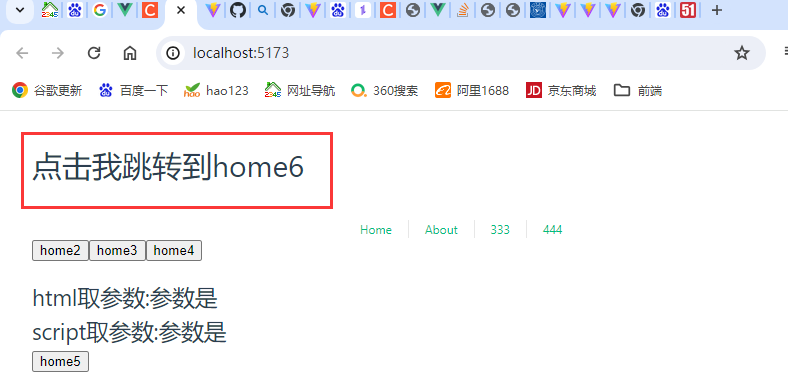 localhost:5173
谷歌更新 百度一下 hao123 网址导航 360搜索 阿里1688 京东商城 前端
点击我跳转到home6
Home About 333 444
home2 home3 home4
html取参数:参数是
script取参数:参数是
home5